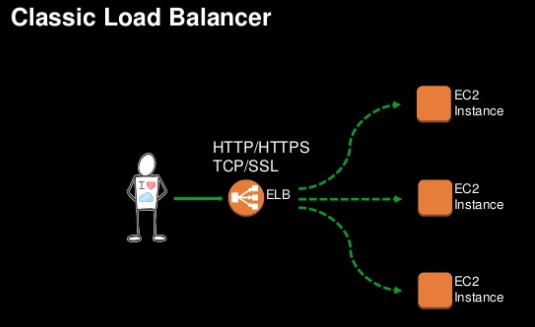 Classic Load Balancer
EC2
Instance
HTTP/HTTPS
TCP/SSL
I
ELB
EC2
Instance
EC2
Instance